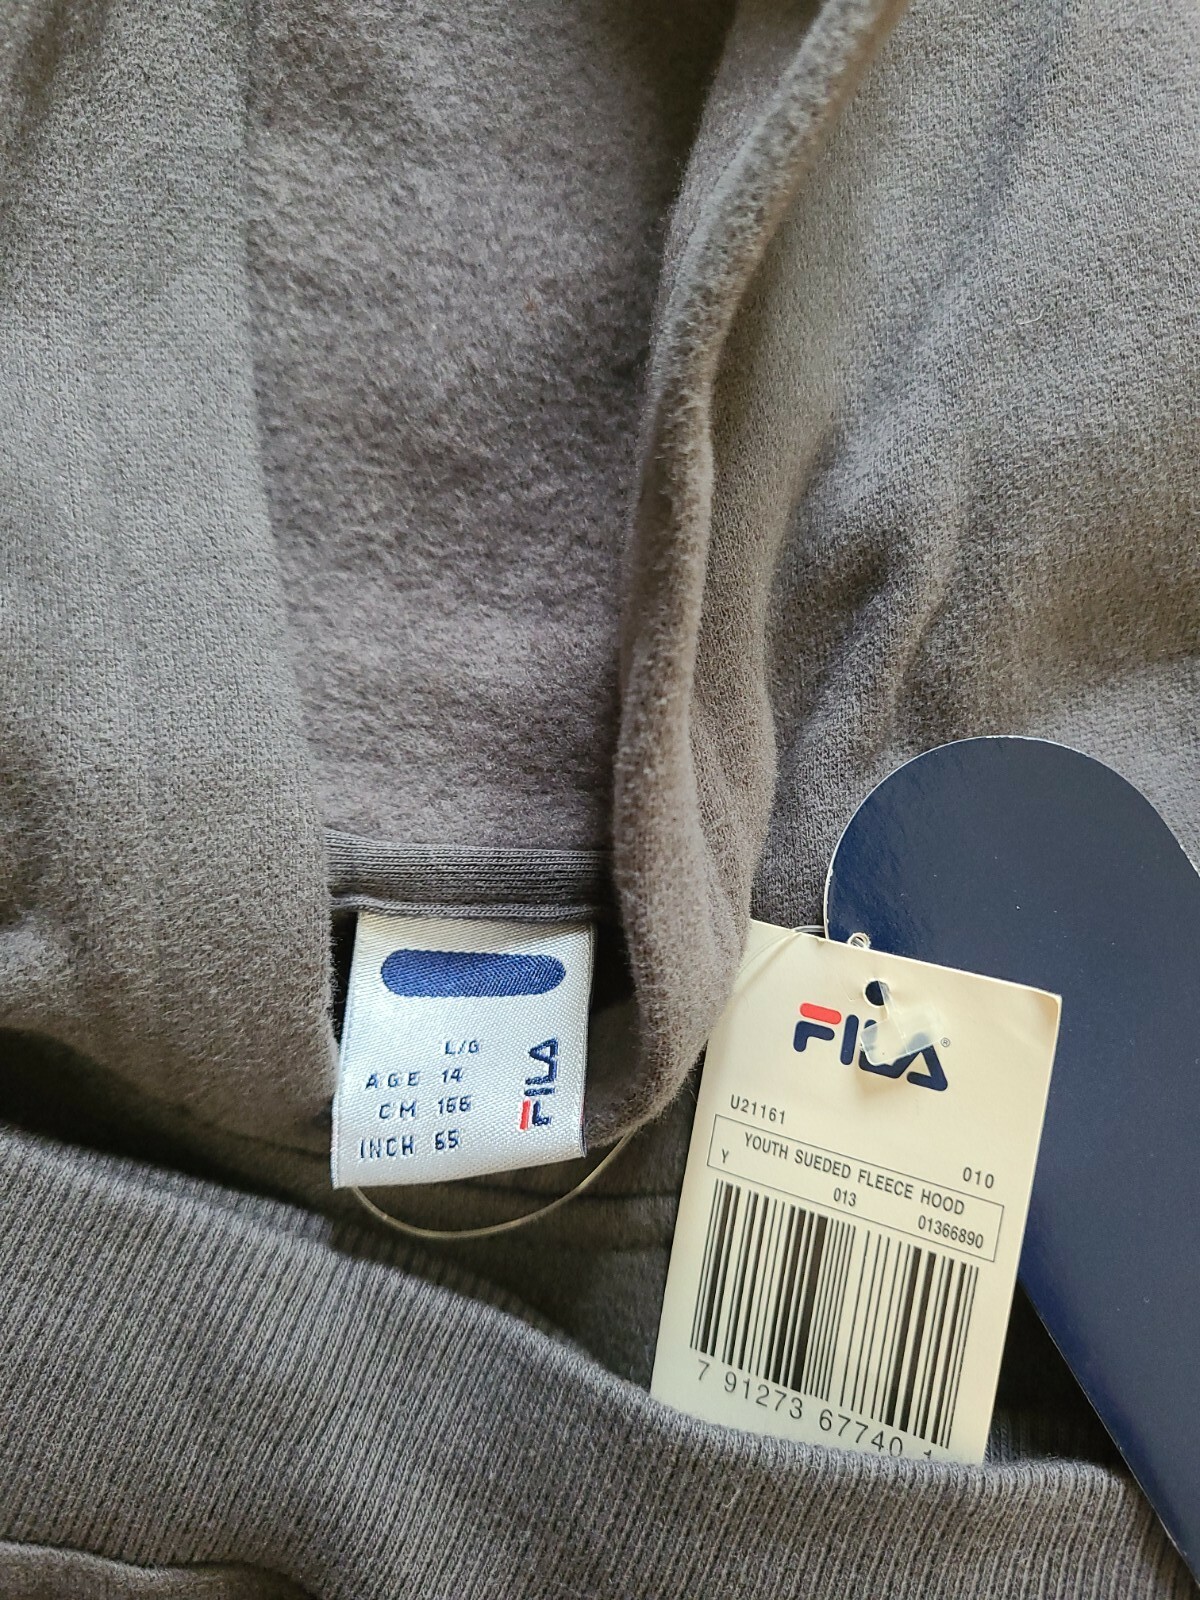 L/G
AGE 14
CM 166
INCH 65
FILA
FILA®
U21161
010
YOUTH SUEDED FLEECE HOOD
Y 013 01366890
7 91273 67740 1